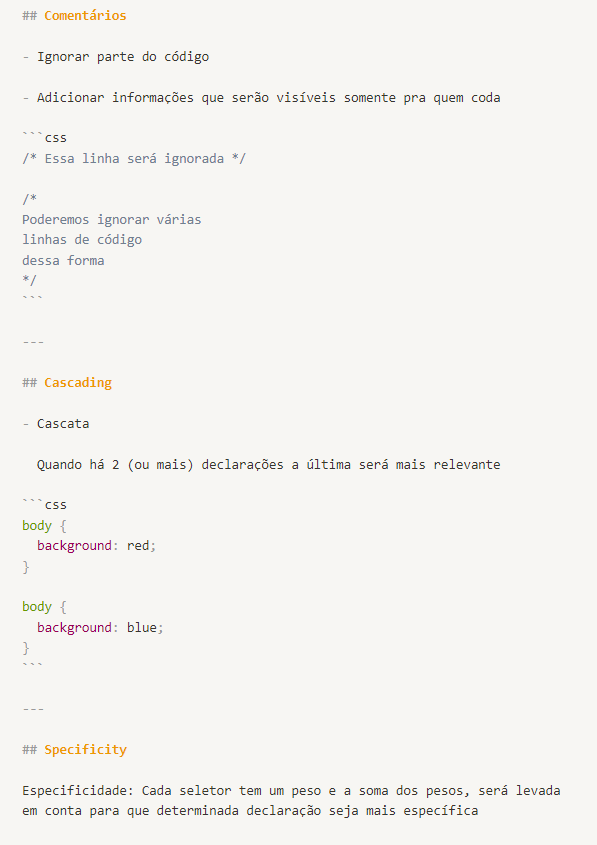 ## Comentários
- Ignorar parte do código
- Adicionar informações que serão visíveis somente pra quem coda
```css
/* Essa linha será ignorada */
/*
Poderemos ignorar várias
linhas de código
dessa forma
*/
```
---
## Cascading
- Cascata
Quando há 2 (ou mais) declarações a última será mais relevante
```css
body {
background: red;
}
body {
background: blue;
}
```
---
## Specificity
Especificidade: Cada seletor tem um peso e a soma dos pesos, será levada
em conta para que determinada declaração seja mais específica